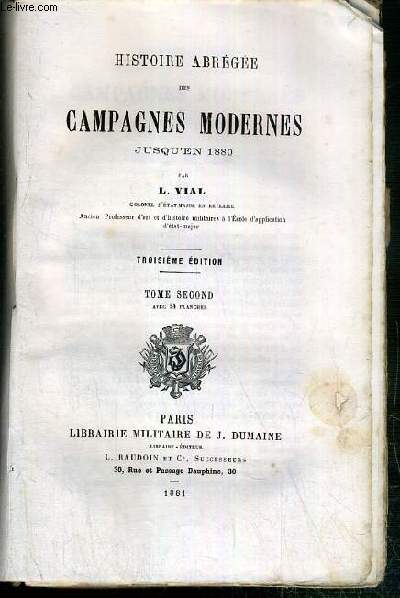 © Le-livre.com
HISTOIRE ABRÉGÉE
DES
CAMPAGNES MODERNES
JUSQU'EN 1880
PAR
L. VIAL
COLONEL D'ÉTAT-MAJOR EN RETRAITE
Ancien Professeur d'art et d'histoire militaires à l'École d'application
d'état-major
TROISIÈME ÉDITION
TOME SECOND
AVEC PLANCHES
PARIS
LIBRAIRIE MILITAIRE DE J. DUMAINE
LIBRAIRE-ÉDITEUR
L. BAUDOIN ET Cⁱᵉ, SUCCESSEURS
30, Rue et Passage Dauphine, 30
1881